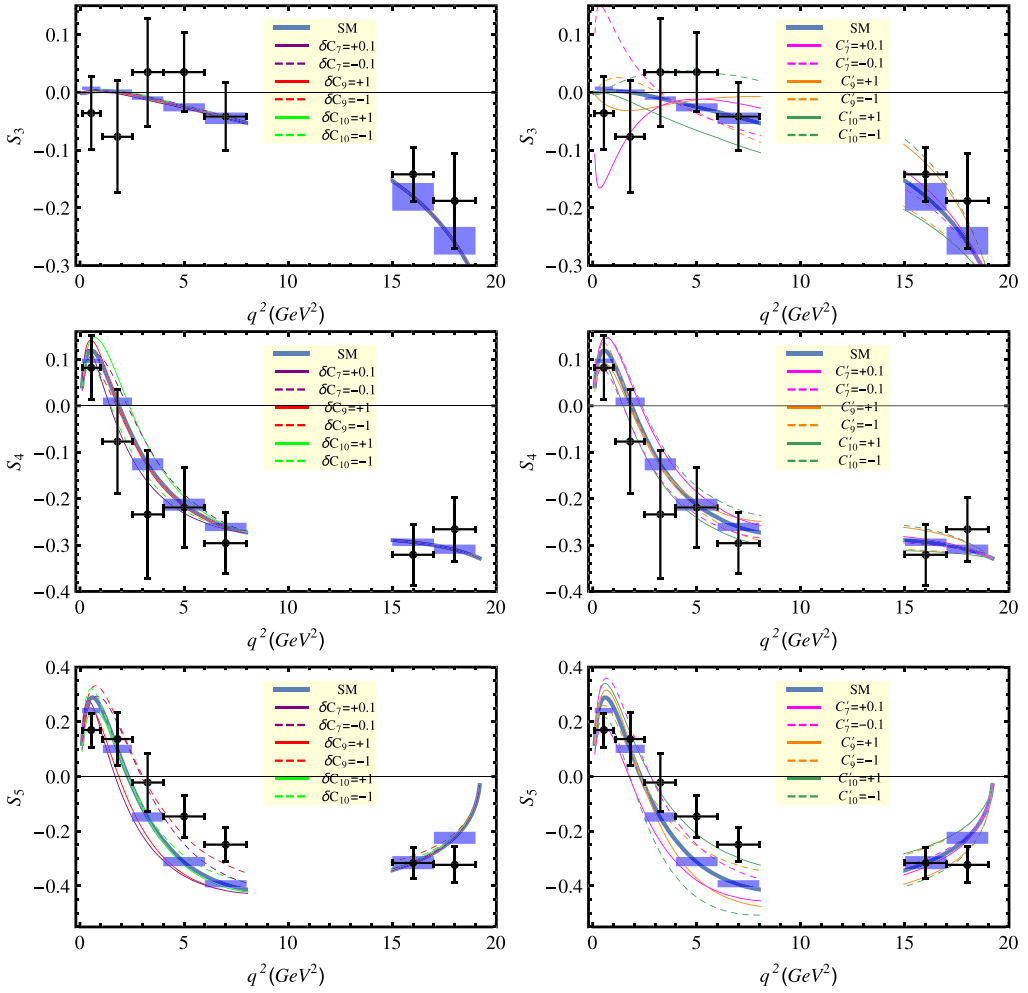 SM
δC₇=+0.1
δC₇=−0.1
δC₉=+1
δC₉=−1
δC₁₀=+1
δC₁₀=−1
S₃
0.1
0.0
−0.1
−0.2
−0.3
0 5 10 15 20
q² (GeV²)
SM
C′₇=+0.1
C′₇=−0.1
C′₉=+1
C′₉=−1
C′₁₀=+1
C′₁₀=−1
S₃
0.1
0.0
−0.1
−0.2
−0.3
0 5 10 15 20
q² (GeV²)
SM
δC₇=+0.1
δC₇=−0.1
δC₉=+1
δC₉=−1
δC₁₀=+1
δC₁₀=−1
S₄
0.1
0.0
−0.1
−0.2
−0.3
−0.4
0 5 10 15 20
q² (GeV²)
SM
C′₇=+0.1
C′₇=−0.1
C′₉=+1
C′₉=−1
C′₁₀=+1
C′₁₀=−1
S₄
0.1
0.0
−0.1
−0.2
−0.3
−0.4
0 5 10 15 20
q² (GeV²)
SM
δC₇=+0.1
δC₇=−0.1
δC₉=+1
δC₉=−1
δC₁₀=+1
δC₁₀=−1
S₅
0.4
0.2
0.0
−0.2
−0.4
0 5 10 15 20
q² (GeV²)
SM
C′₇=+0.1
C′₇=−0.1
C′₉=+1
C′₉=−1
C′₁₀=+1
C′₁₀=−1
S₅
0.4
0.2
0.0
−0.2
−0.4
0 5 10 15 20
q² (GeV²)